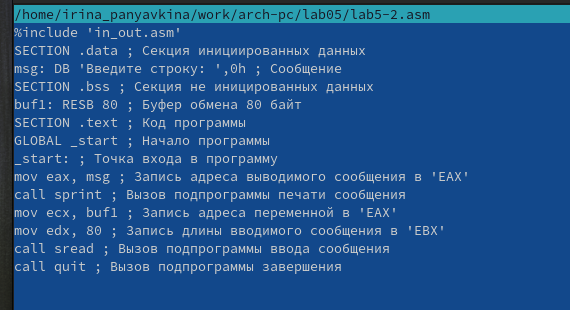 /home/irina_panyavkina/work/arch-pc/lab05/lab5-2.asm
%include 'in_out.asm'
SECTION .data ; Секция инициированных данных
msg: DB 'Введите строку: ',0h ; Сообщение
SECTION .bss ; Секция не иницированных данных
buf1: RESB 80 ; Буфер обмена 80 байт
SECTION .text ; Код программы
GLOBAL _start ; Начало программы
_start: ; Точка входа в программу
mov eax, msg ; Запись адреса выводимого сообщения в 'EAX'
call sprint ; Вызов подпрограммы печати сообщения
mov ecx, buf1 ; Запись адреса переменной в 'EAX'
mov edx, 80 ; Запись длины вводимого сообщения в 'EBX'
call sread ; Вызов подпрограммы ввода сообщения
call quit ; Вызов подпрограммы завершения